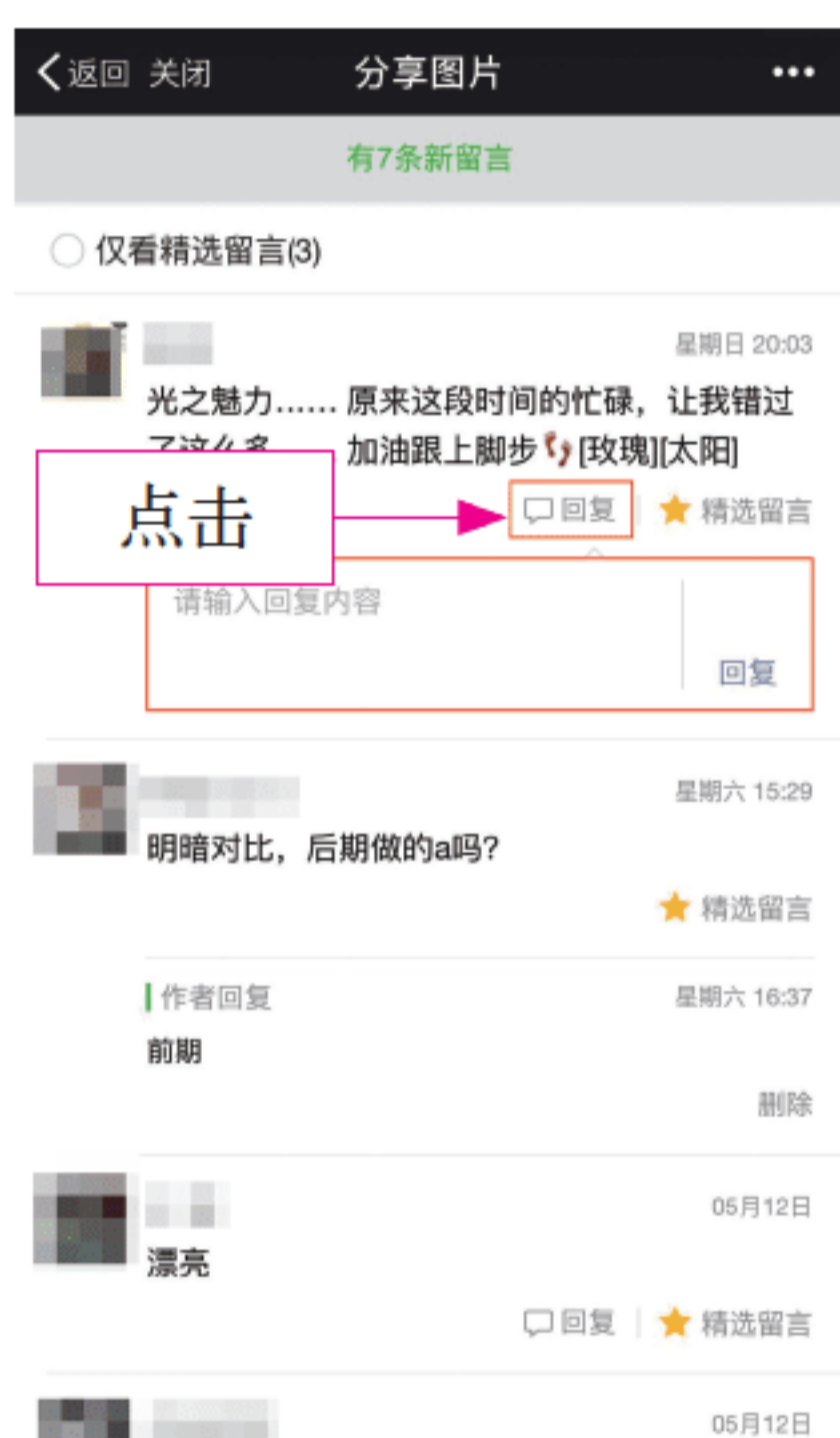 返回 关闭 分享图片
有7条新留言
仅看精选留言(3)
星期日 20:03
光之魅力…… 原来这段时间的忙碌，让我错过
加油跟上脚步👣[玫瑰][太阳]
点击
回复 精选留言
请输入回复内容
回复
星期六 15:29
明暗对比，后期做的a吗？
精选留言
作者回复 星期六 16:37
前期
删除
05月12日
漂亮
回复 精选留言
05月12日